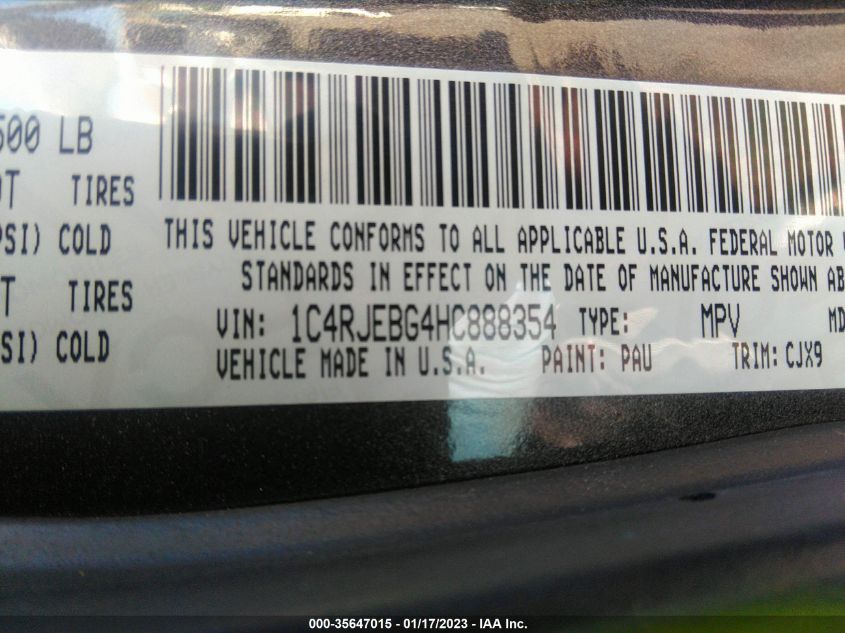 500 LB
TIRES
PSI) COLD
TIRES
SI) COLD
THIS VEHICLE CONFORMS TO ALL APPLICABLE U.S.A. FEDERAL MOTOR
STANDARDS IN EFFECT ON THE DATE OF MANUFACTURE SHOWN AB
VIN: 1C4RJEBG4HC888354 TYPE: MPV MD
VEHICLE MADE IN U.S.A. PAINT: PAU TRIM: CJX9
000-35647015 - 01/17/2023 - IAA Inc.